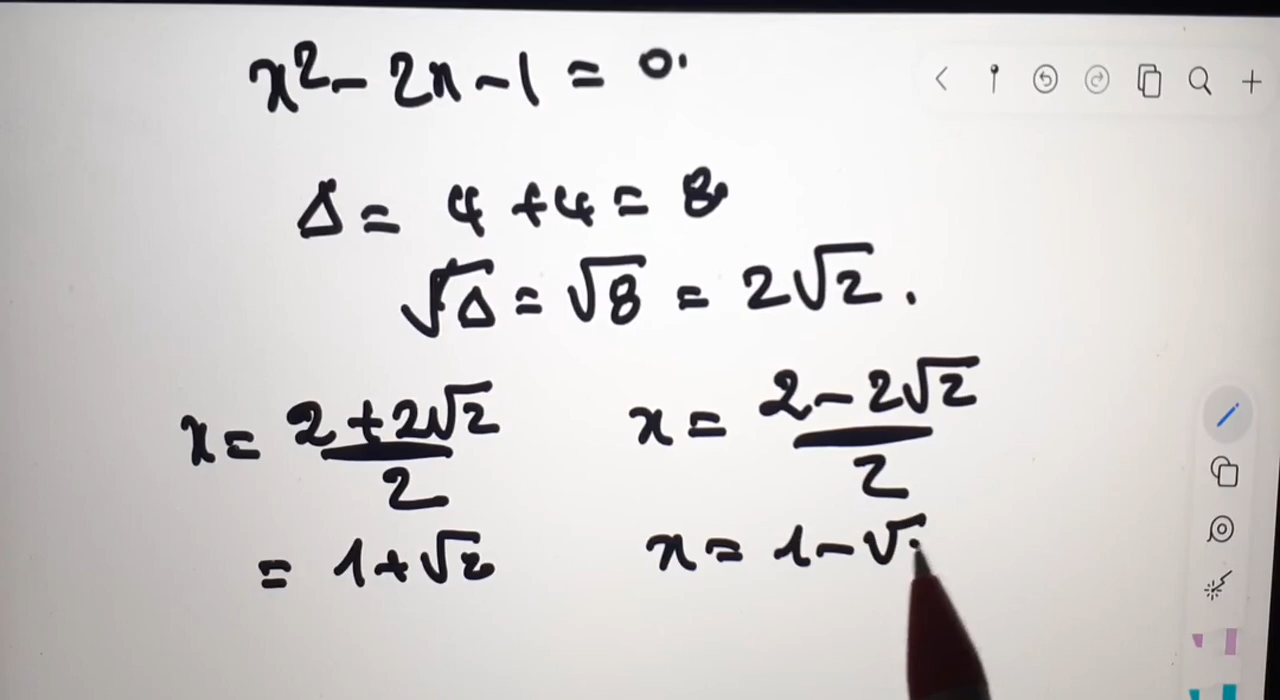 x² - 2x - 1 = 0.
Δ = 4 + 4 = 8
√Δ = √8 = 2√2.
x = (2 + 2√2)/2    x = (2 - 2√2)/2
= 1 + √2    x = 1 - √